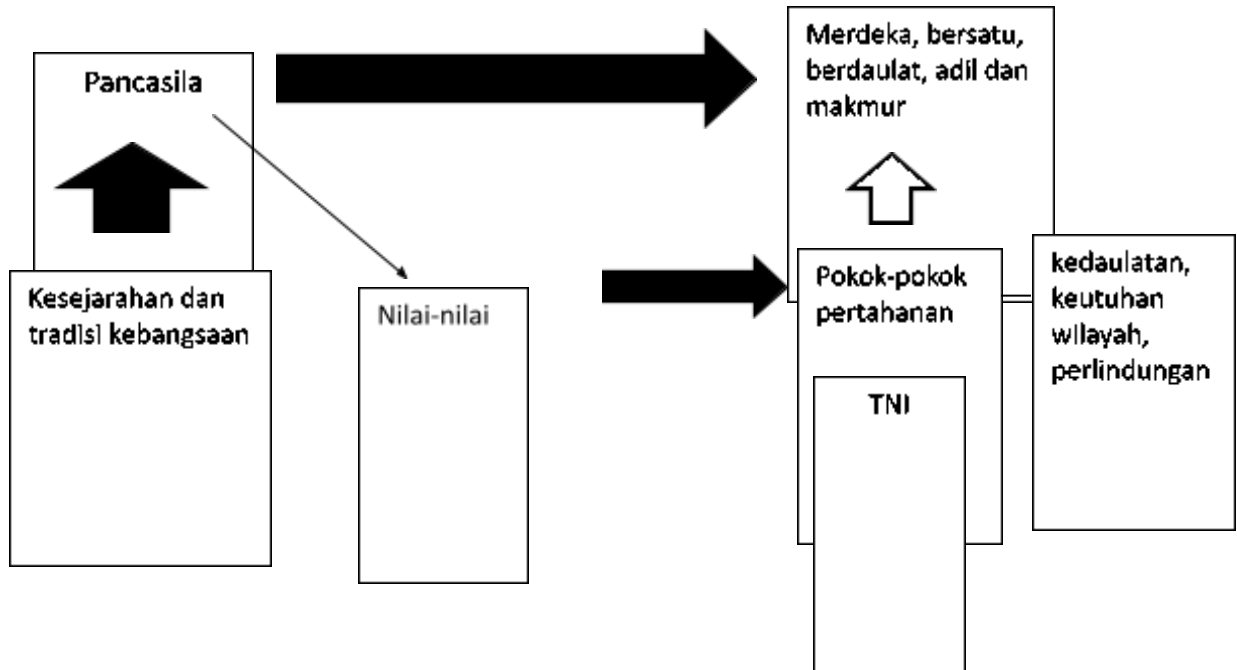 Pancasila
Merdeka, bersatu,
berdaulat, adil dan
makmur
Kesejarahan dan
tradisi kebangsaan
Nilai-nilai
Pokok-pokok
pertahanan
kedaulatan,
keutuhan
wilayah,
perlindungan
TNI